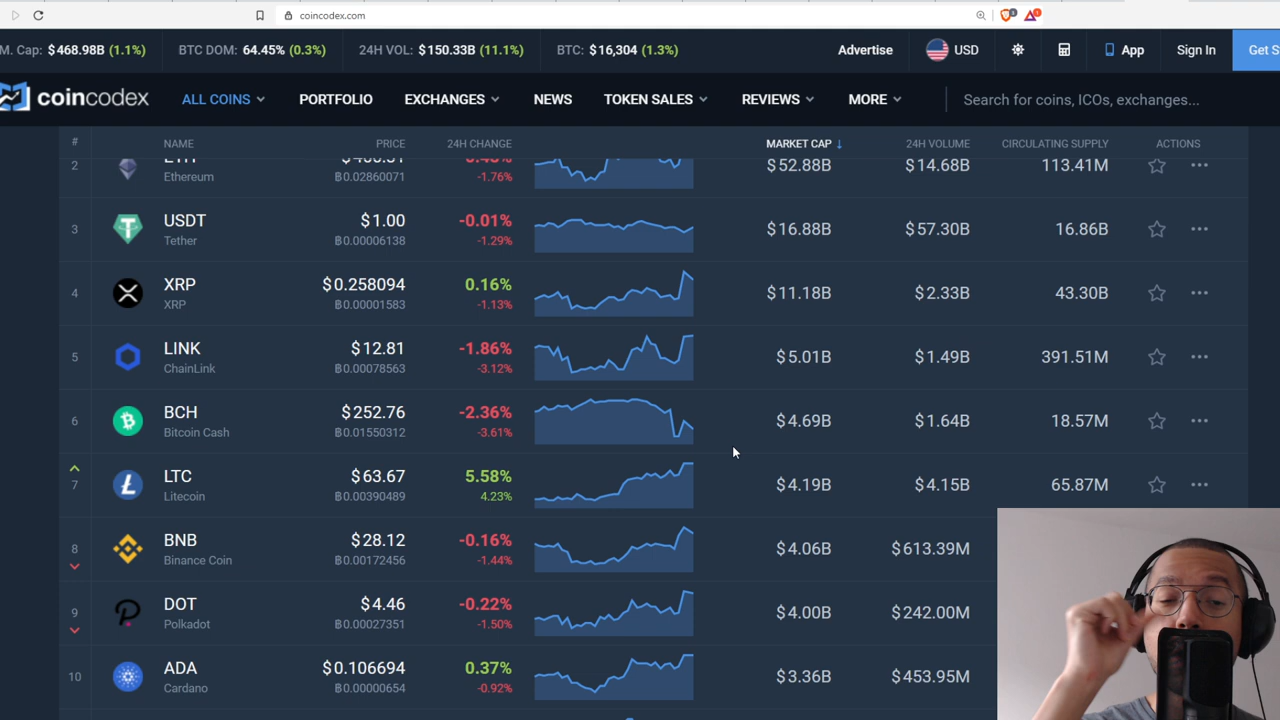 coincodex.com
M. Cap: $468.98B (1.1%) BTC DOM: 64.45% (0.3%) 24H VOL: $150.33B (11.1%) BTC: $16,304 (1.3%) Advertise USD App Sign In Get S
coincodex ALL COINS PORTFOLIO EXCHANGES NEWS TOKEN SALES REVIEWS MORE Search for coins, ICOs, exchanges...
# NAME PRICE 24H CHANGE MARKET CAP ↓ 24H VOLUME CIRCULATING SUPPLY ACTIONS
2 $52.88B $14.68B 113.41M
Ethereum ฿0.02860071 -1.76%
USDT $1.00 -0.01%
3 $16.88B $57.30B 16.86B
Tether ฿0.00006138 -1.29%
XRP $0.258094 0.16%
4 $11.18B $2.33B 43.30B
XRP ฿0.00001583 -1.13%
LINK $12.81 -1.86%
5 $5.01B $1.49B 391.51M
ChainLink ฿0.00078563 -3.12%
BCH $252.76 -2.36%
6 $4.69B $1.64B 18.57M
Bitcoin Cash ฿0.01550312 -3.61%
LTC $63.67 5.58%
7 $4.19B $4.15B 65.87M
Litecoin ฿0.00390489 4.23%
BNB $28.12 -0.16%
8 $4.06B $613.39M
Binance Coin ฿0.00172456 -1.44%
DOT $4.46 -0.22%
9 $4.00B $242.00M
Polkadot ฿0.00027351 -1.50%
ADA $0.106694 0.37%
10 $3.36B $453.95M
Cardano ฿0.00000654 -0.92%